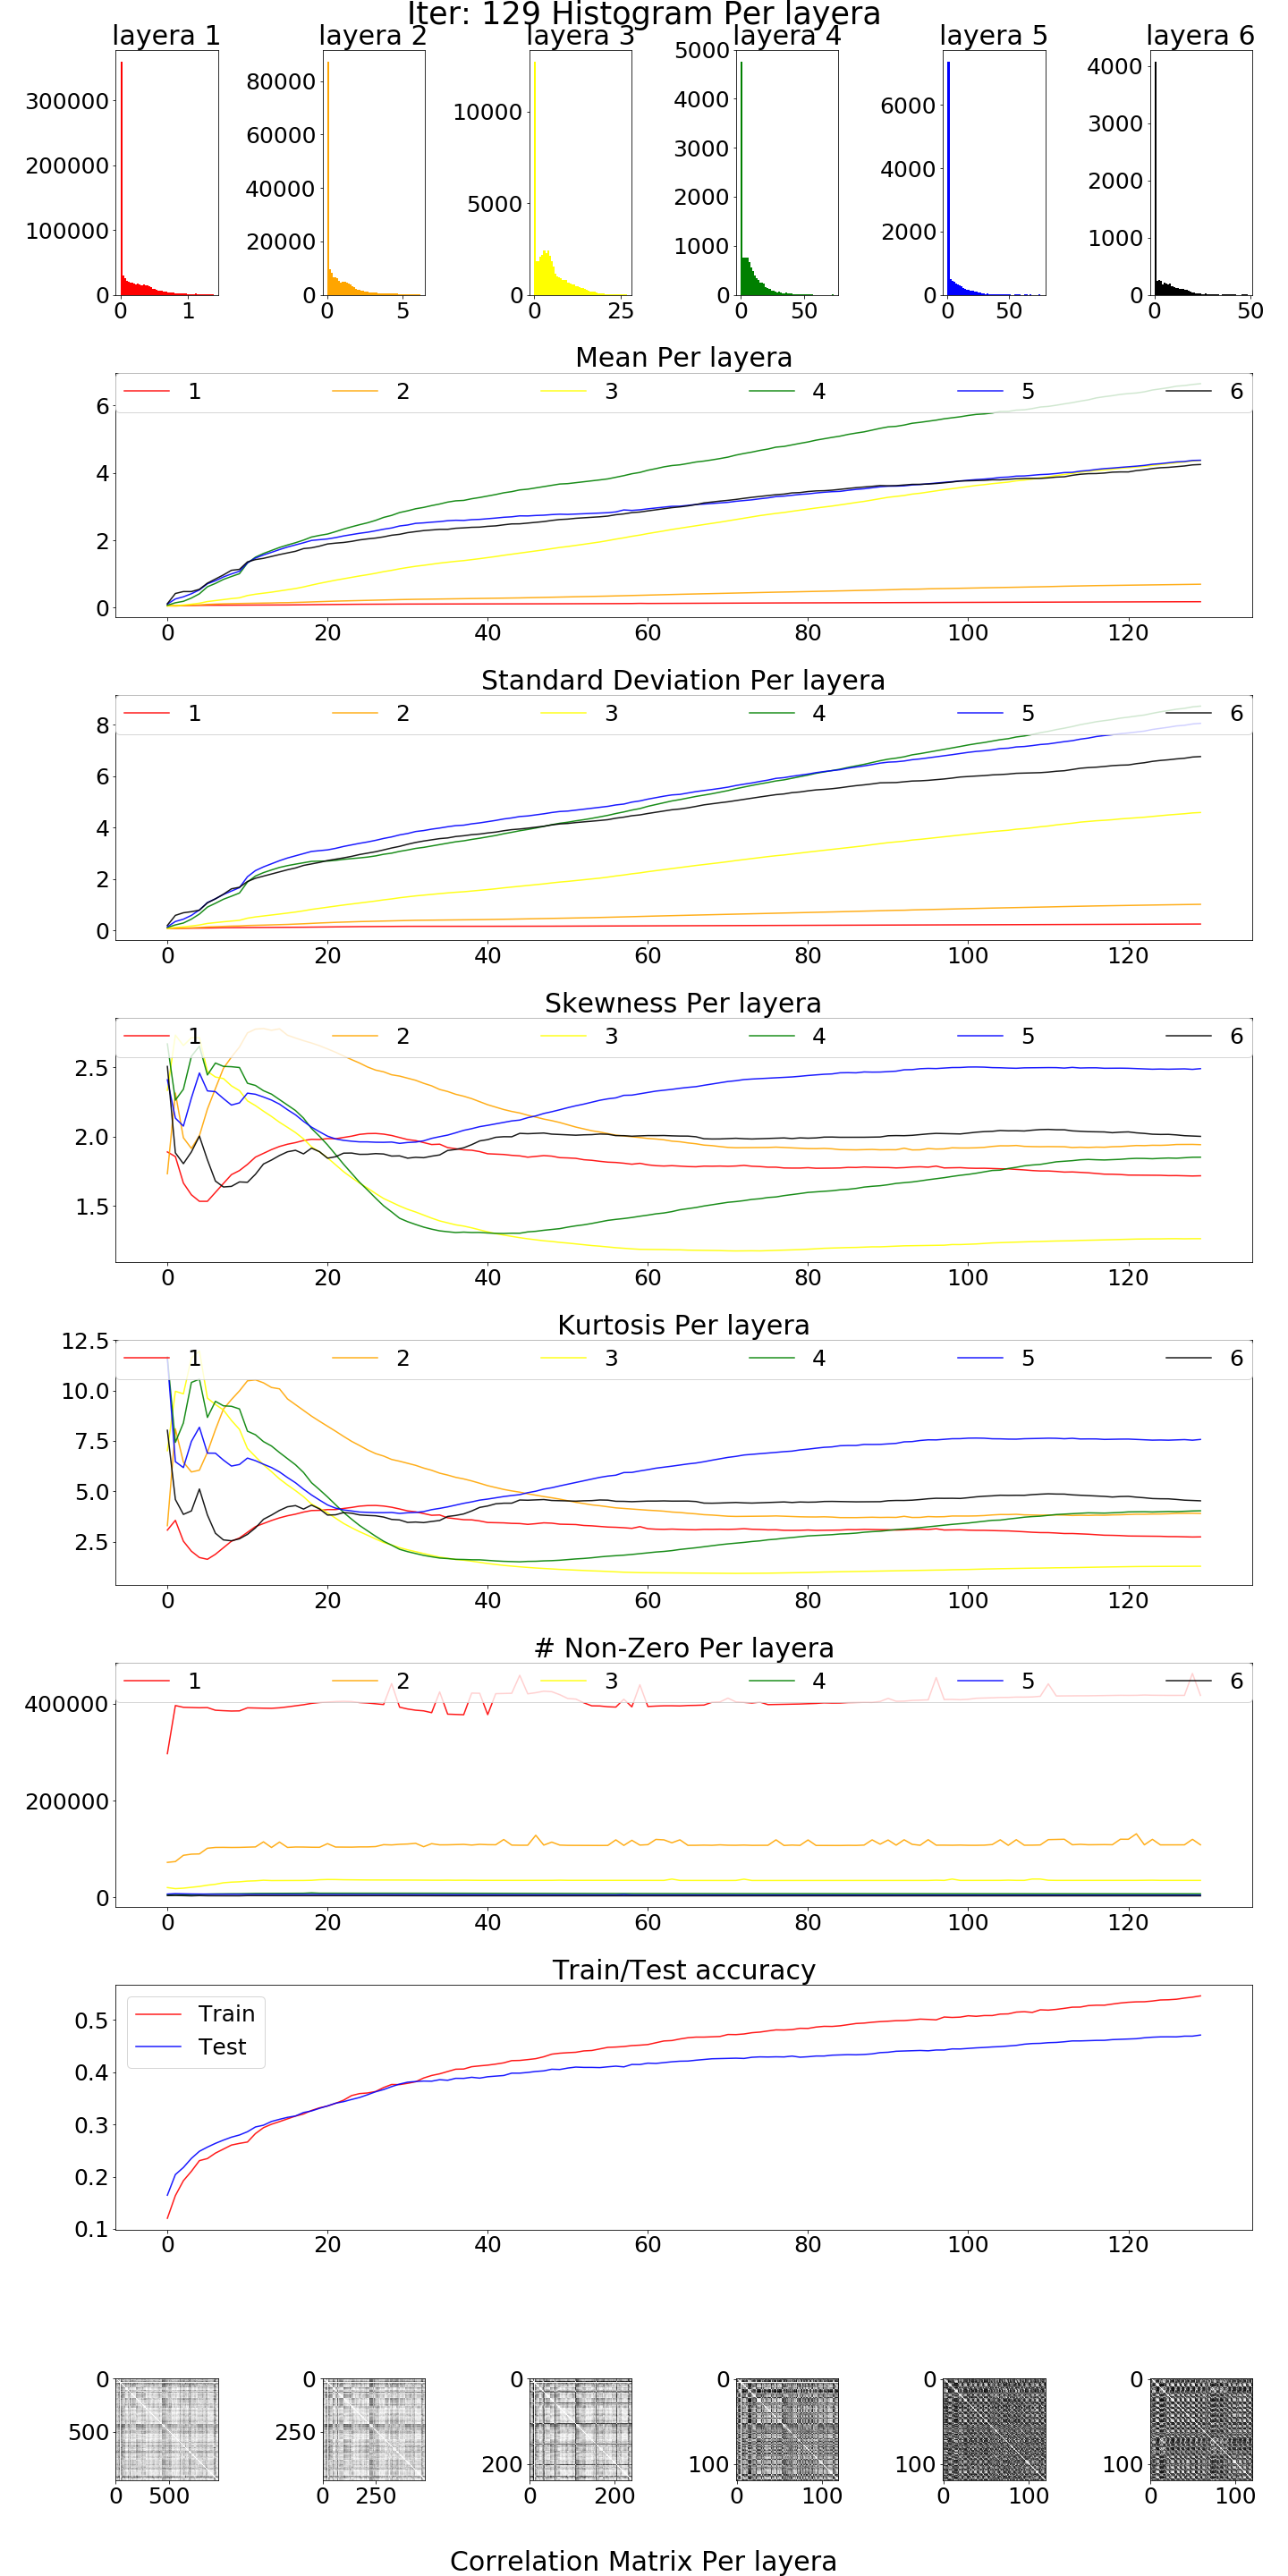 Iter: 129 Histogram Per layera
layera 1 layera 2 layera 3 layera 4 layera 5 layera 6
300000 200000 100000 0
0 1
80000 60000 40000 20000 0
0 5
10000 5000 0
0 25
5000 4000 3000 2000 1000 0
0 50
6000 4000 2000 0
0 50
4000 3000 2000 1000 0
0 50
Mean Per layera
1 2 3 4 5 6
6
4
2
0
0 20 40 60 80 100 120
Standard Deviation Per layera
1 2 3 4 5 6
8
6
4
2
0
0 20 40 60 80 100 120
Skewness Per layera
1 2 3 4 5 6
2.5
2.0
1.5
0 20 40 60 80 100 120
Kurtosis Per layera
1 2 3 4 5 6
12.5
10.0
7.5
5.0
2.5
0 20 40 60 80 100 120
# Non-Zero Per layera
1 2 3 4 5 6
400000
200000
0
0 20 40 60 80 100 120
Train/Test accuracy
Train
Test
0.5
0.4
0.3
0.2
0.1
0 20 40 60 80 100 120
0 0 0 0 0 0
500 250 200 100 100 100
0 500 0 250 0 200 0 100 0 100 0 100
Correlation Matrix Per layera